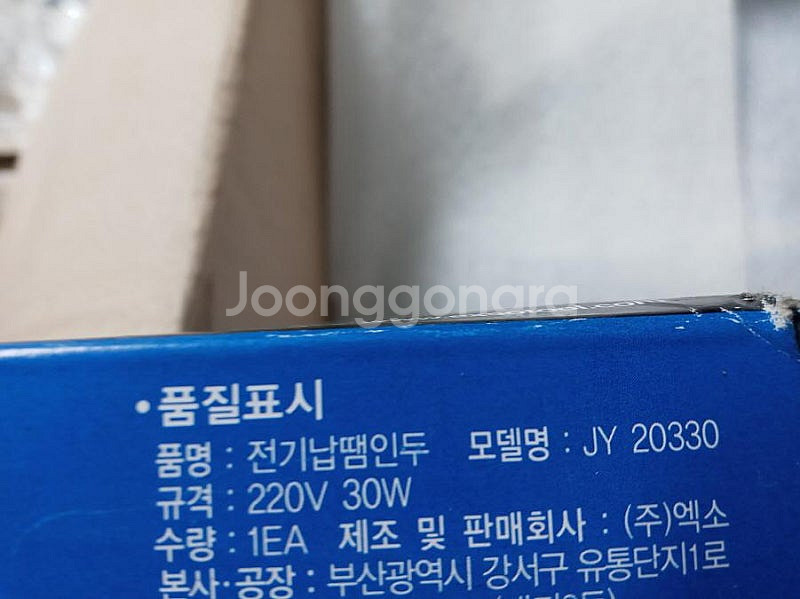 Joonggonara
•품질표시
품명 : 전기납땜인두 모델명 : JY 20330
규격 : 220V 30W
수량 : 1EA 제조 및 판매회사 : (주)엑소
본사·공장 : 부산광역시 강서구 유통단지1로